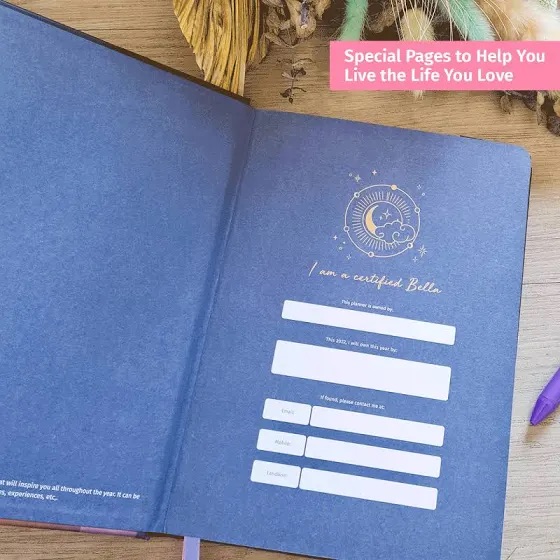 Special Pages to Help You
Live the Life You Love
I am a certified Bella
This planner is owned by:
This 2022, I will own this year by:
If found, please contact me at:
Email:
Mobile:
Location:
at will inspire you all throughout the year. It can be
s, experiences, etc,.